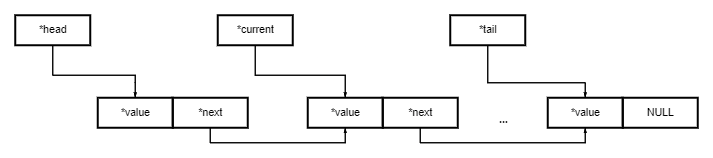 *head
*current
*tail
*value *next
*value *next
...
*value NULL